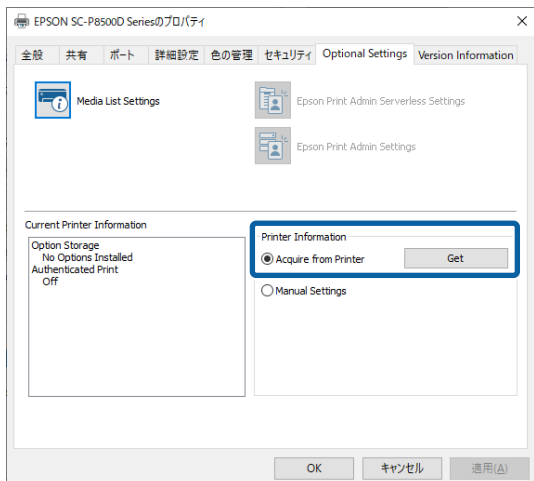 EPSON SC-P8500D Seriesのプロパティ
全般 共有 ポート 詳細設定 色の管理 セキュリティ Optional Settings Version Information
Media List Settings
Epson Print Admin Serverless Settings
Epson Print Admin Settings
Current Printer Information
Option Storage
No Options Installed
Authenticated Print
Off
Printer Information
Acquire from Printer Get
Manual Settings
OK キャンセル 適用(A)